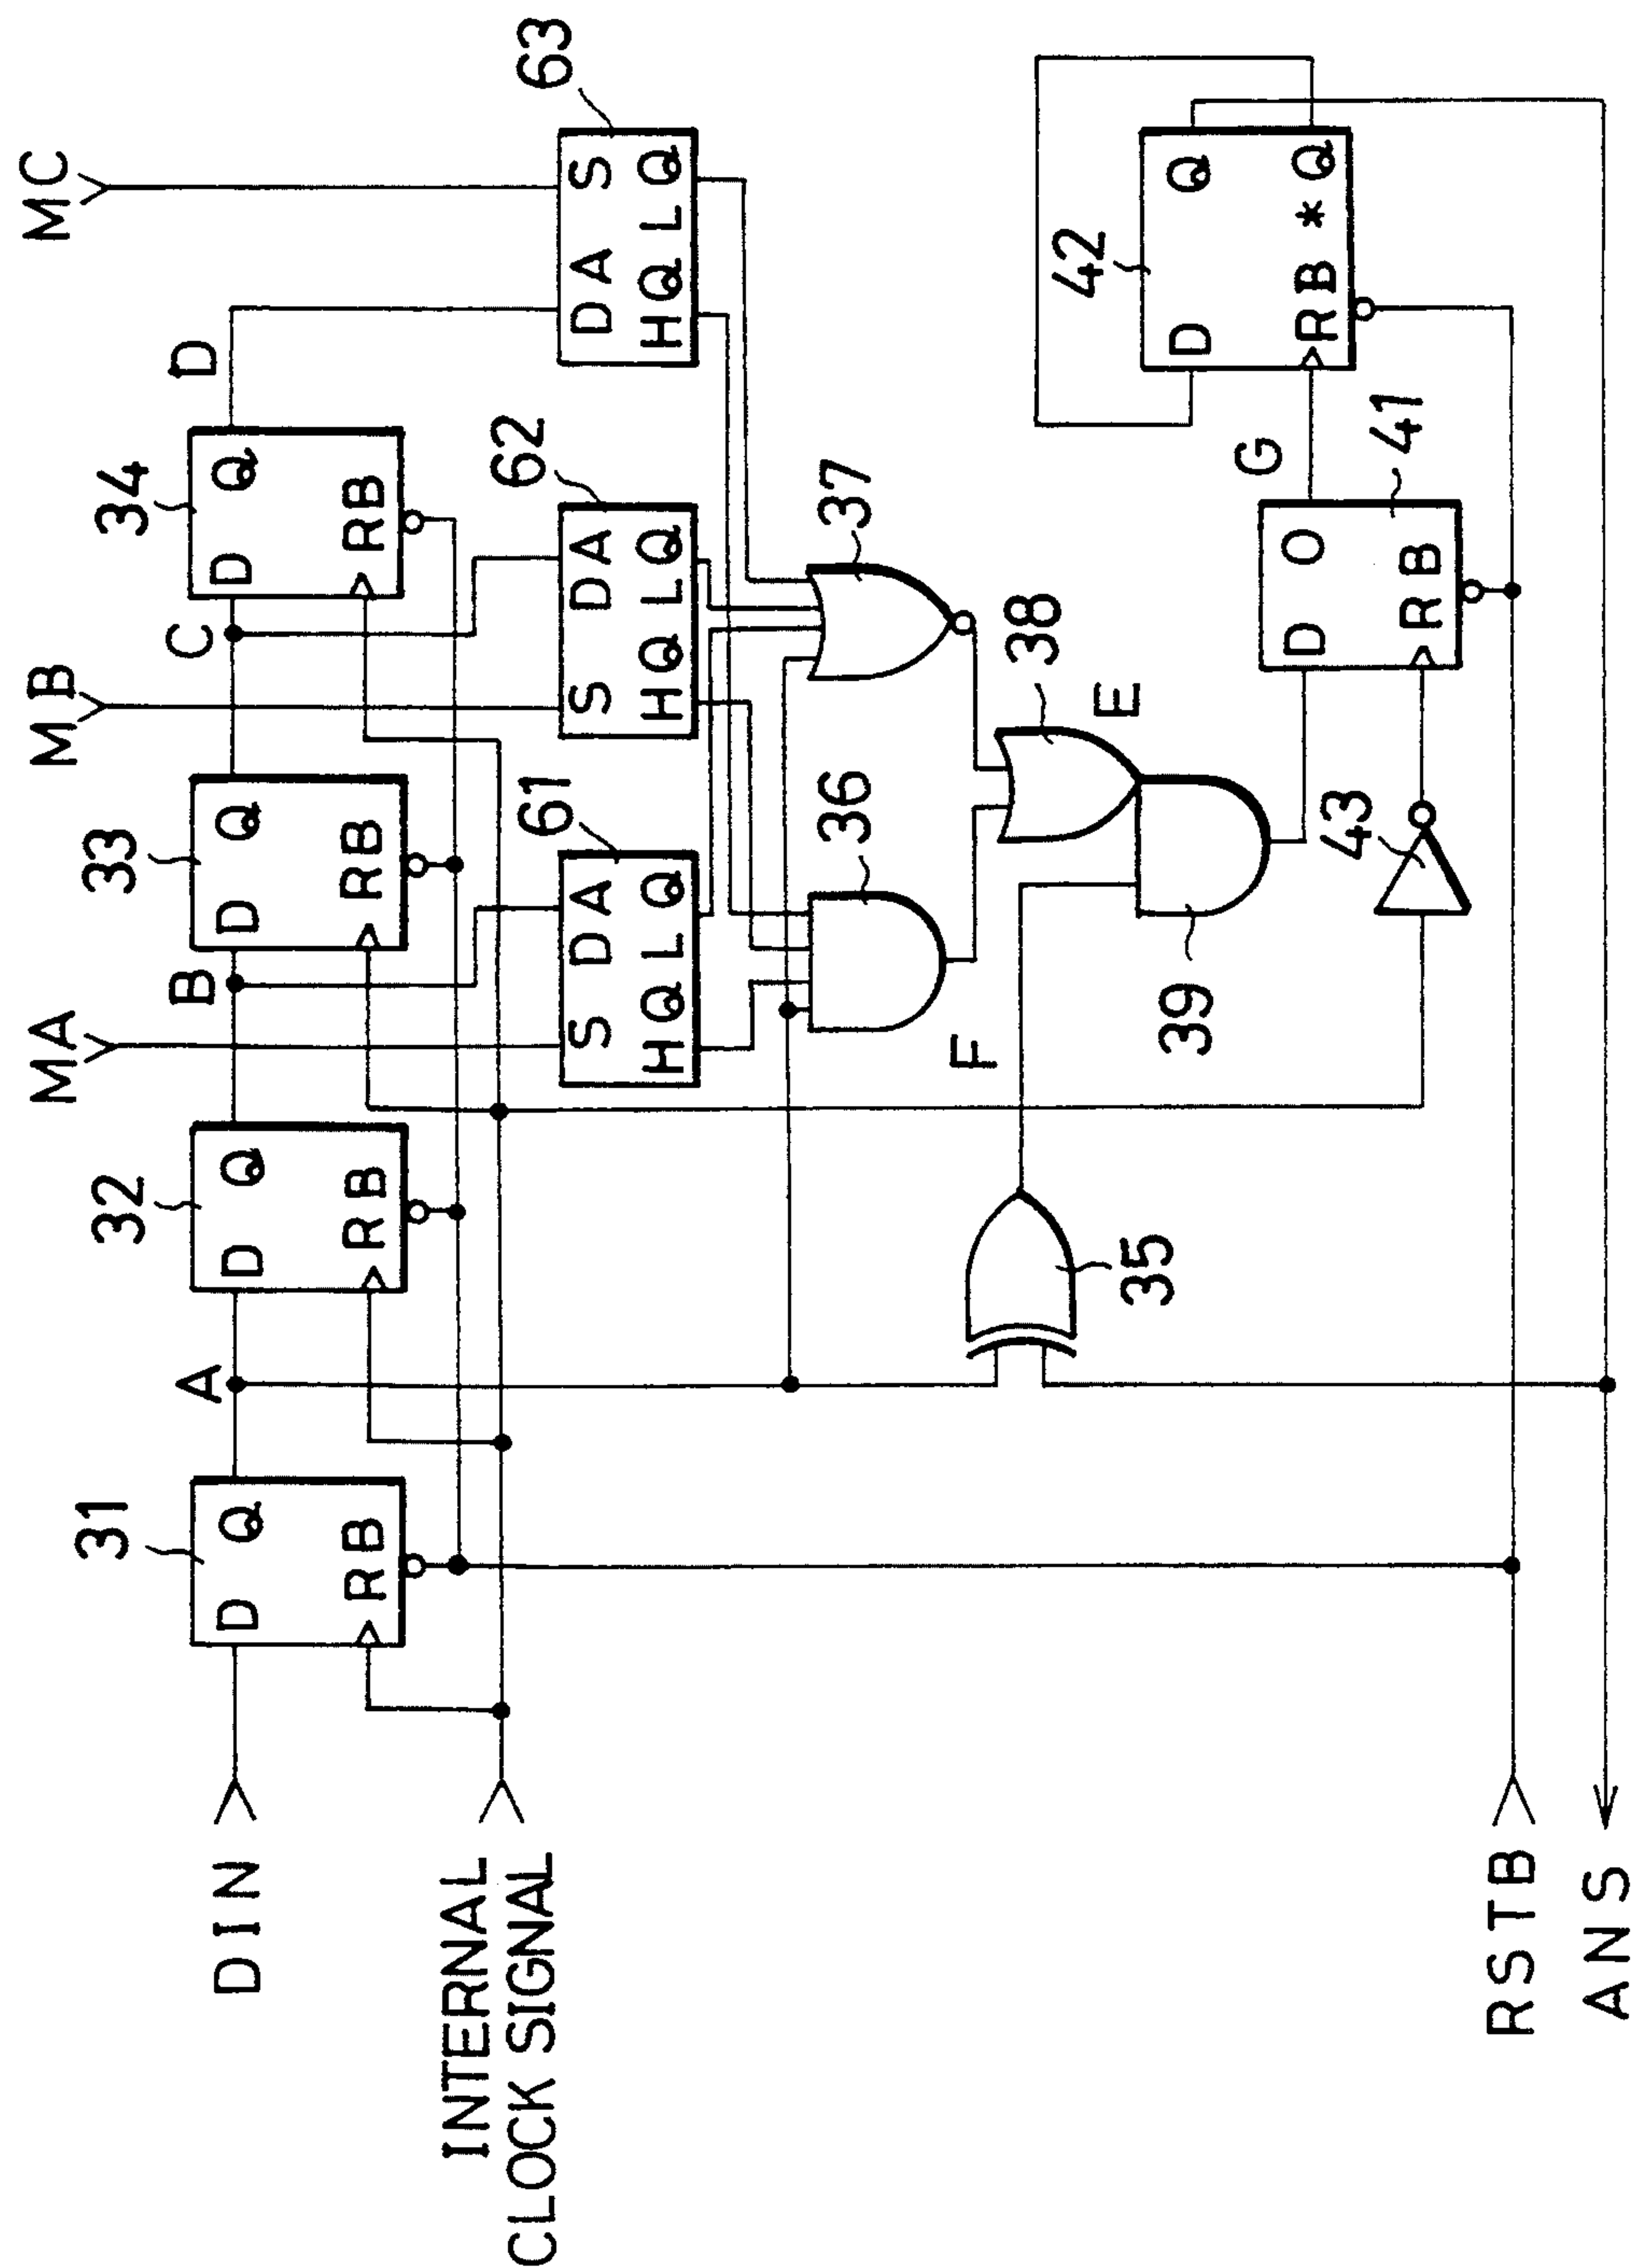 MA
MB
MC
31
32
33
34
A
B
C
D
D Q
RB
D Q
RB
D Q
RB
D Q
RB
DIN
INTERNAL
CLOCK SIGNAL
61
62
63
S DA
HQ LQ
S DA
HQ LQ
DA S
HQ LQ
36
37
F
38
E
35
39
43
G
42
D Q
RB *Q
D O
RB
41
RSTB
ANS